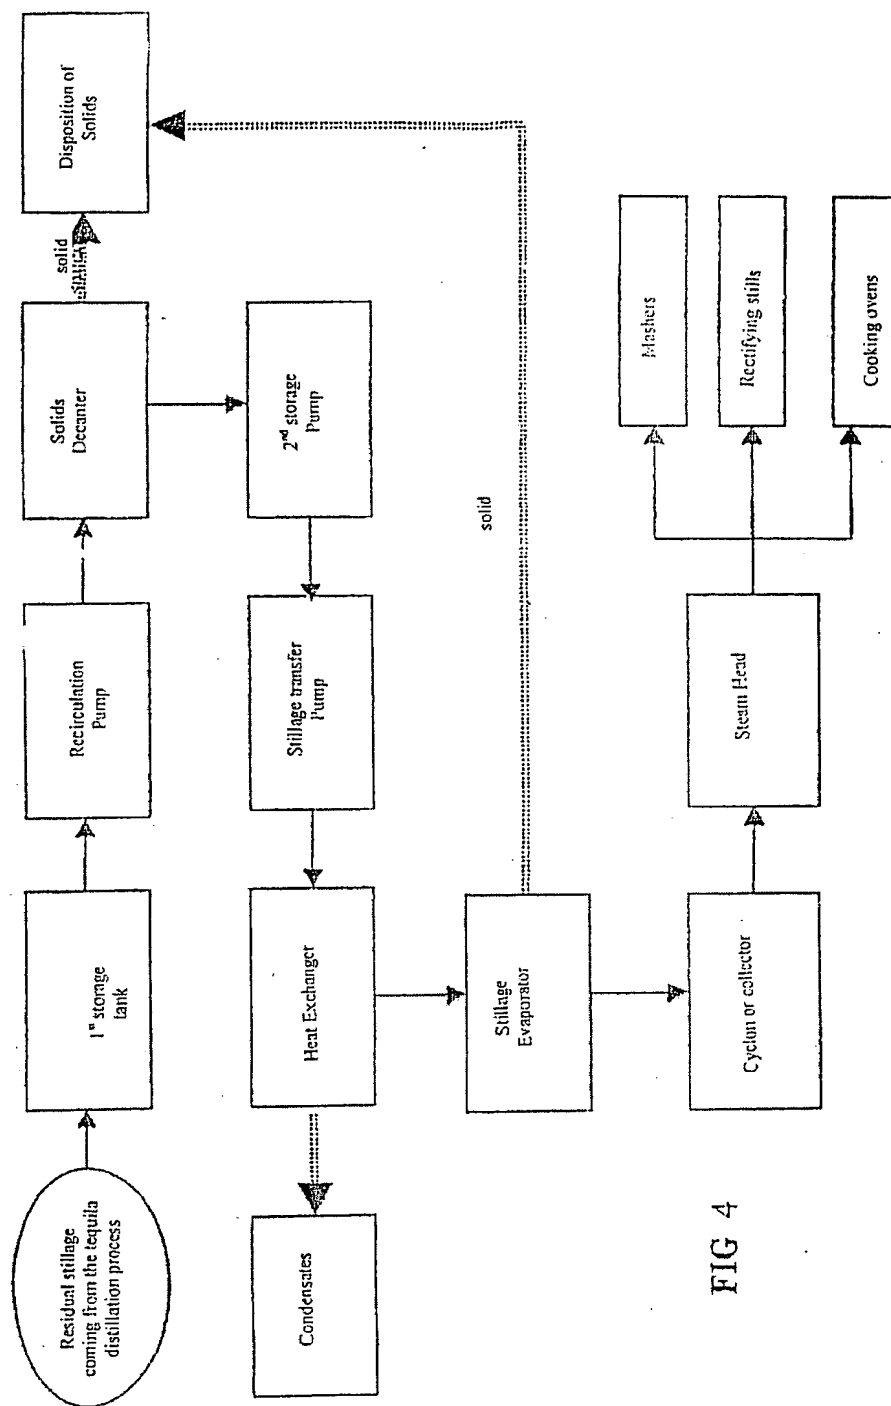 Residual stillage
coming from the tequila
distillation process
1st storage
tank
Recirculation
Pump
Solids
Decanter
solid
Disposition of
Solids
Condensates
Heat Exchanger
Stillage transfer
Pump
2nd storage
Pump
Stillage
Evaporator
solid
Cyclon or collector
Steam Head
Mashers
Rectifying stills
Cooking ovens
FIG 4